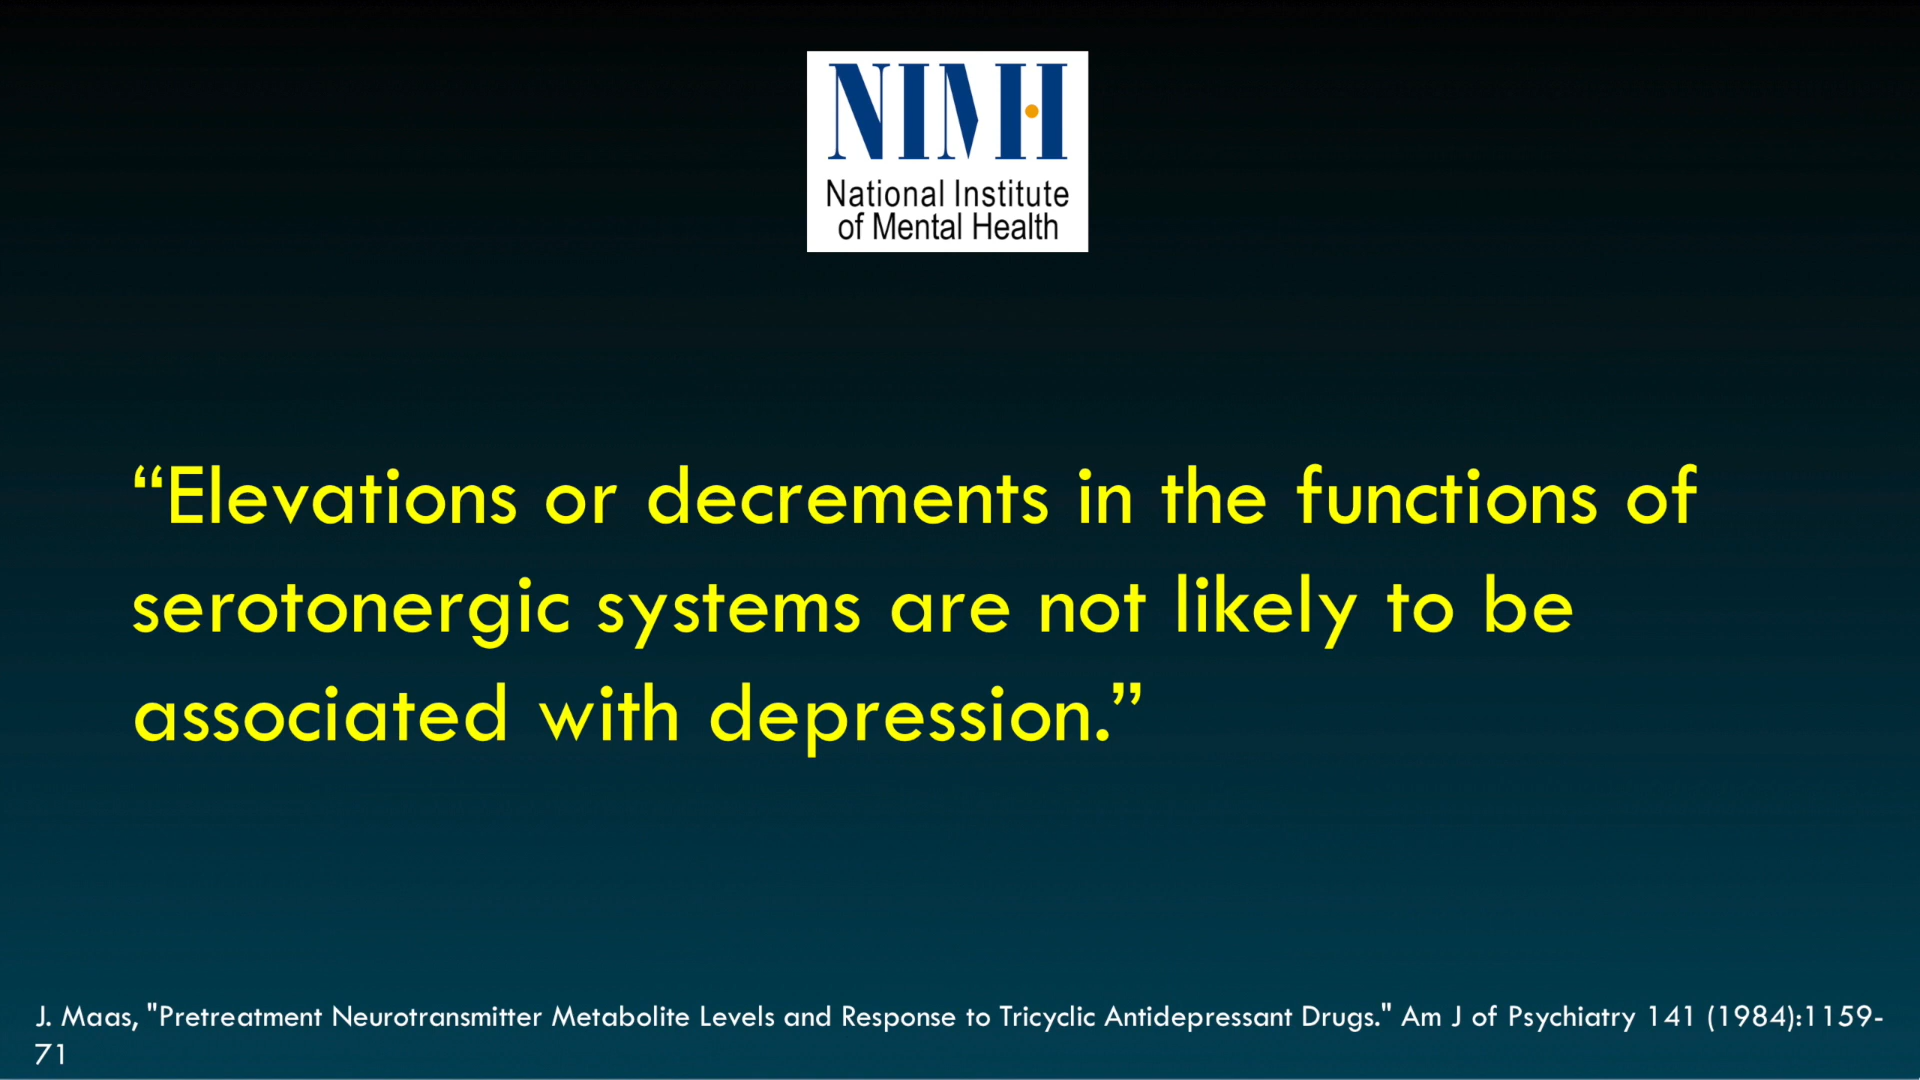 NIMH
National Institute
of Mental Health
“Elevations or decrements in the functions of
serotonergic systems are not likely to be
associated with depression.”
J. Maas, "Pretreatment Neurotransmitter Metabolite Levels and Response to Tricyclic Antidepressant Drugs." Am J of Psychiatry 141 (1984):1159-
71